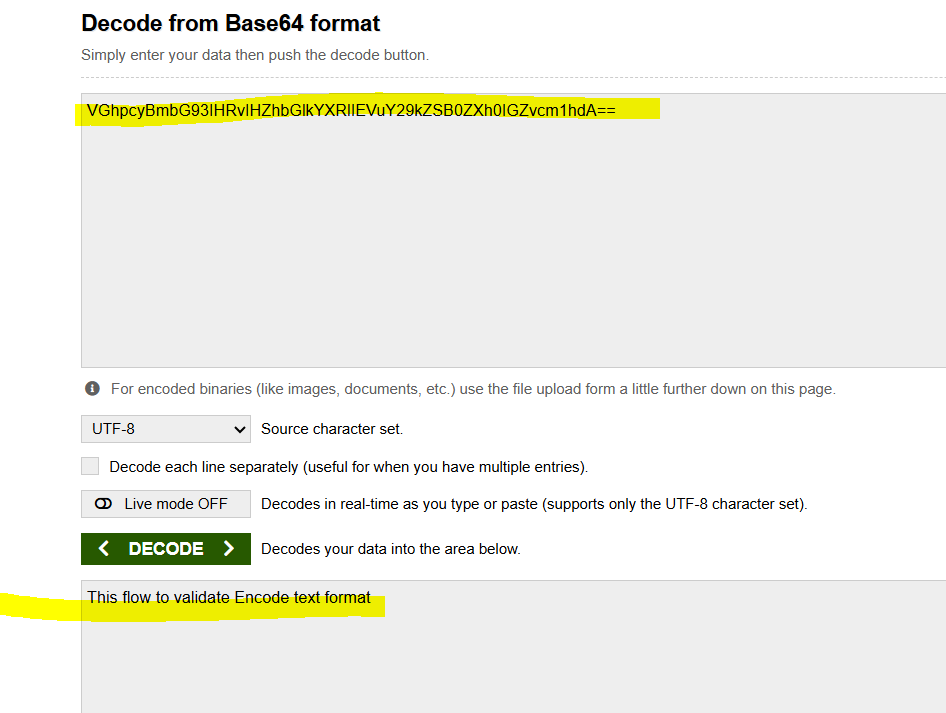 Decode from Base64 format
Simply enter your data then push the decode button.
VGhpcyBmbG93IHRvIHZhbGlkYXRlIEVuY29kZSB0ZXh0IGZvcm1hdA==
For encoded binaries (like images, documents, etc.) use the file upload form a little further down on this page.
UTF-8 Source character set.
Decode each line separately (useful for when you have multiple entries).
Live mode OFF Decodes in real-time as you type or paste (supports only the UTF-8 character set).
< DECODE > Decodes your data into the area below.
This flow to validate Encode text format